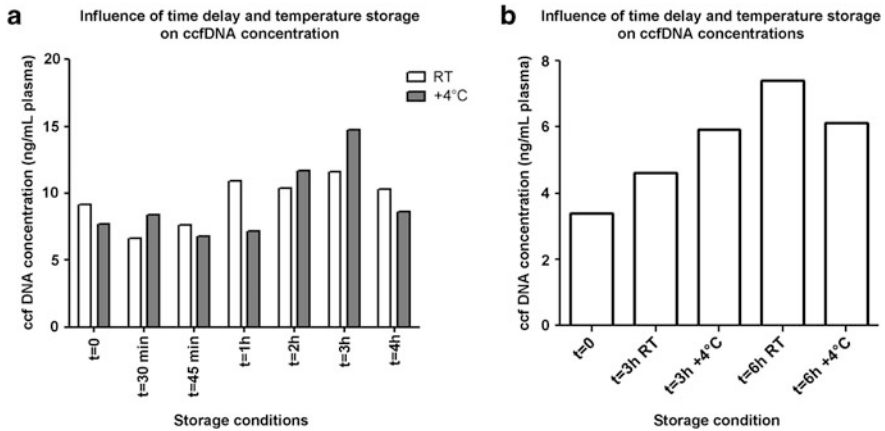 a
Influence of time delay and temperature storage
on ccfDNA concentration
20
15
10
5
0
ccf DNA concentration (ng/mL plasma)
RT
+4°C
t=0
t=30 min
t=45 min
t=1h
t=2h
t=3h
t=4h
Storage conditions
b
Influence of time delay and temperature storage
on ccfDNA concentrations
8
6
4
2
0
ccf DNA concentration (ng/mL plasma)
t=0
t=3h RT
t=3h +4°C
t=6h RT
t=6h +4°C
Storage condition